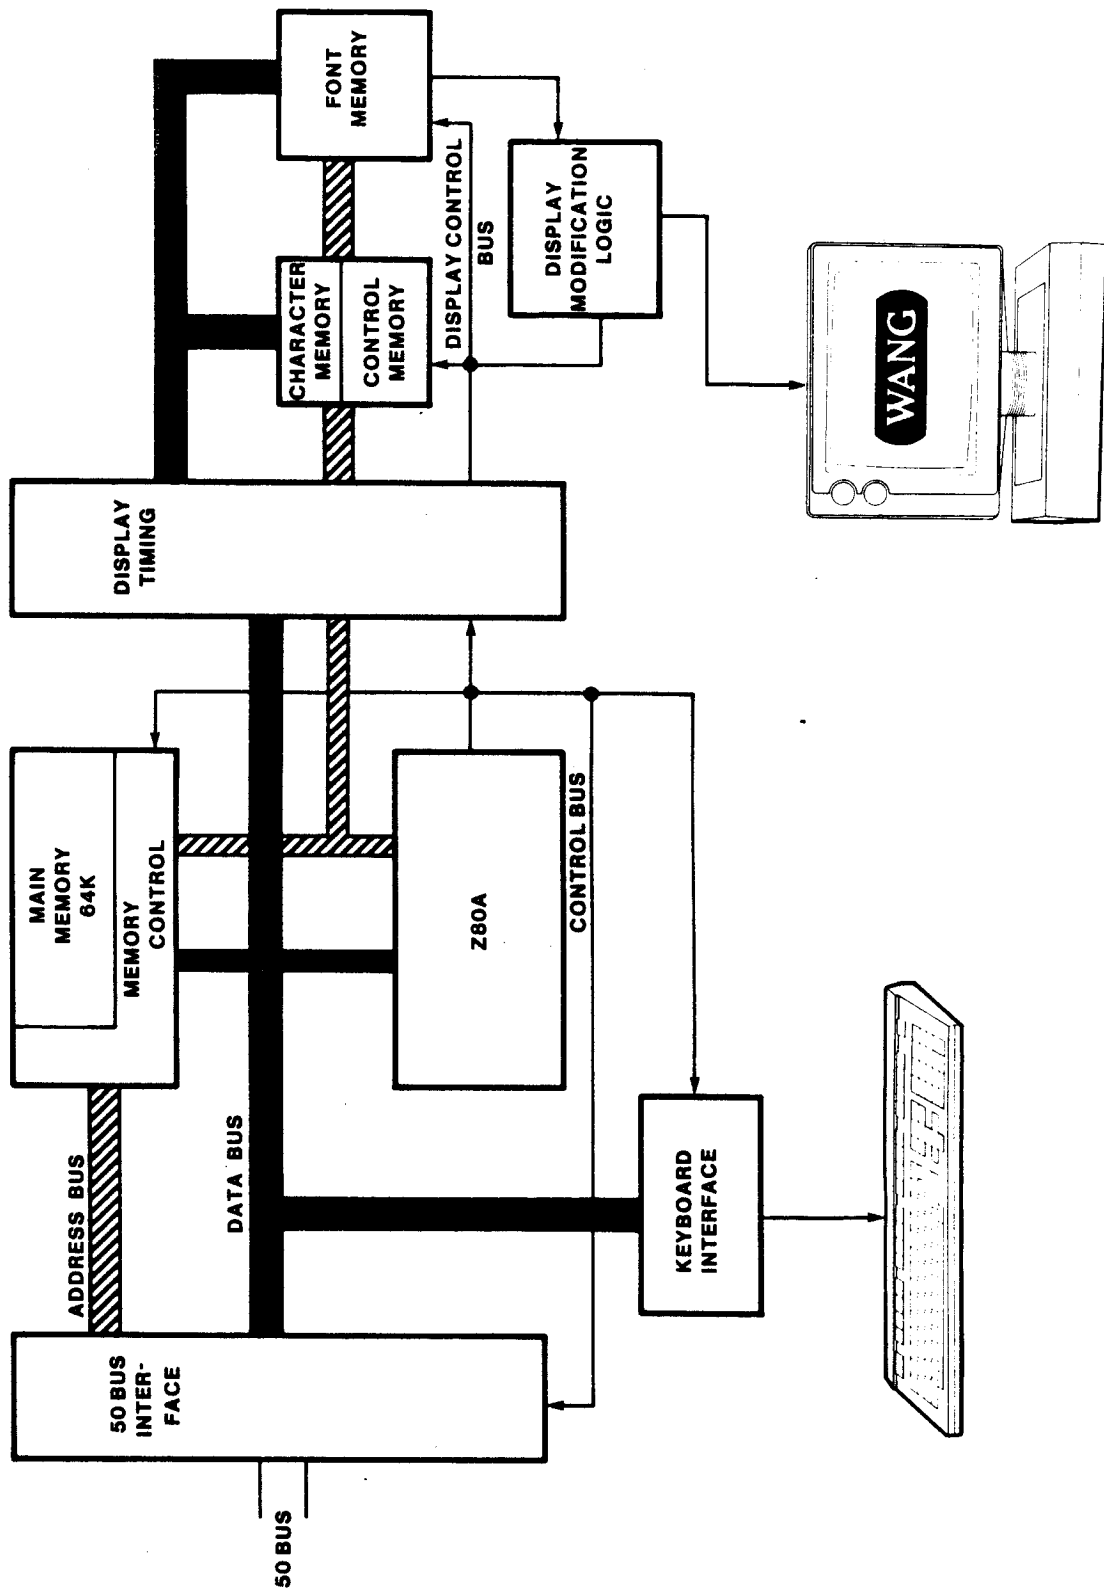 50 BUS
50 BUS
INTER-
FACE
ADDRESS BUS
DATA BUS
MAIN
MEMORY
64K
MEMORY
CONTROL
Z80A
CONTROL BUS
KEYBOARD
INTERFACE
DISPLAY
TIMING
CHARACTER
MEMORY
CONTROL
MEMORY
FONT
MEMORY
DISPLAY CONTROL
BUS
DISPLAY
MODIFICATION
LOGIC
WANG